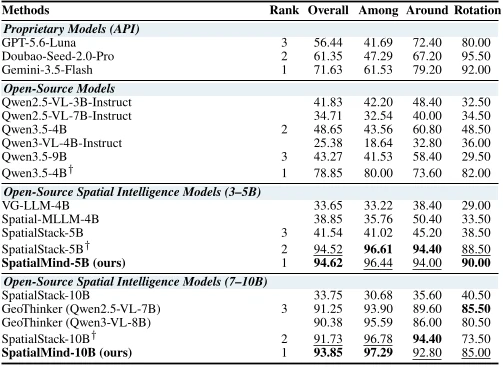 Methods Rank Overall Among Around Rotation
Proprietary Models (API)
GPT-5.6-Luna 3 56.44 41.69 72.40 80.00
Doubao-Seed-2.0-Pro 2 61.35 47.29 67.20 95.50
Gemini-3.5-Flash 1 71.63 61.53 79.20 92.00
Open-Source Models
Qwen2.5-VL-3B-Instruct 41.83 42.20 48.40 32.50
Qwen2.5-VL-7B-Instruct 34.71 32.54 40.00 34.50
Qwen3.5-4B 2 48.65 43.56 60.80 48.50
Qwen3-VL-4B-Instruct 25.38 18.64 32.80 36.00
Qwen3.5-9B 3 43.27 41.53 58.40 29.50
Qwen3.5-4B† 1 78.85 80.00 73.60 82.00
Open-Source Spatial Intelligence Models (3–5B)
VG-LLM-4B 33.65 33.22 38.40 29.00
Spatial-MLLM-4B 38.85 35.76 50.40 33.50
SpatialStack-5B 3 41.54 41.02 45.20 38.50
SpatialStack-5B† 2 94.52 96.61 94.40 88.50
SpatialMind-5B (ours) 1 94.62 96.44 94.00 90.00
Open-Source Spatial Intelligence Models (7–10B)
SpatialStack-10B 33.75 30.68 35.60 40.50
GeoThinker (Qwen2.5-VL-7B) 3 91.25 93.90 89.60 85.50
GeoThinker (Qwen3-VL-8B) 90.38 95.59 86.00 80.50
SpatialStack-10B† 2 91.73 96.78 94.40 73.50
SpatialMind-10B (ours) 1 93.85 97.29 92.80 85.00